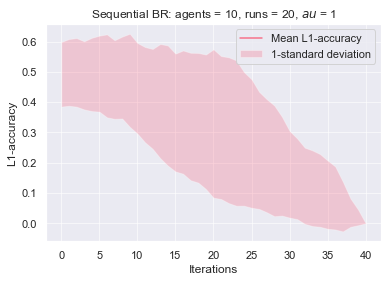 Sequential BR: agents = 10, runs = 20, au = 1
Mean L1-accuracy
1-standard deviation
L1-accuracy
0.6
0.5
0.4
0.3
0.2
0.1
0.0
0 5 10 15 20 25 30 35 40
Iterations